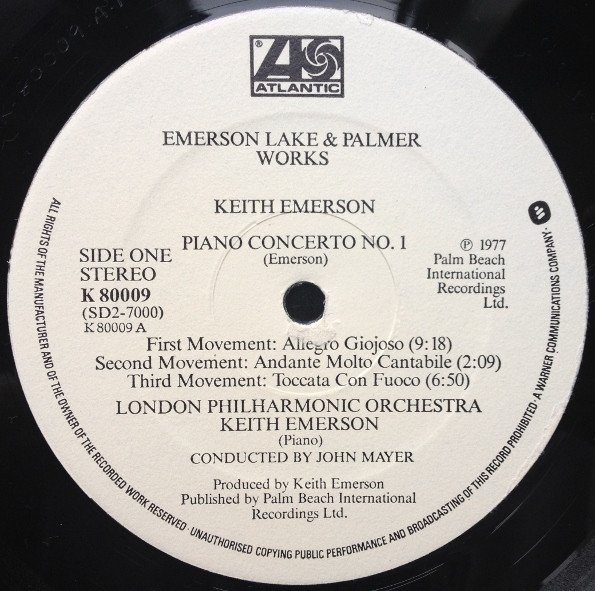 ATLANTIC
EMERSON LAKE & PALMER
WORKS
KEITH EMERSON
PIANO CONCERTO NO. 1
(Emerson)
SIDE ONE
STEREO
K 80009
(SD2-7000)
K 80009 A
℗ 1977
Palm Beach
International
Recordings
Ltd.
First Movement: Allegro Giojoso (9:18)
Second Movement: Andante Molto Cantabile (2:09)
Third Movement: Toccata Con Fuoco (6:50)
LONDON PHILHARMONIC ORCHESTRA
KEITH EMERSON
(Piano)
CONDUCTED BY JOHN MAYER
Produced by Keith Emerson
Published by Palm Beach International
Recordings Ltd.
ALL RIGHTS OF THE MANUFACTURER AND OF THE OWNER OF THE RECORDED WORK RESERVED · UNAUTHORISED COPYING PUBLIC PERFORMANCE AND BROADCASTING OF THIS RECORD PROHIBITED · A WARNER COMMUNICATIONS COMPANY ·